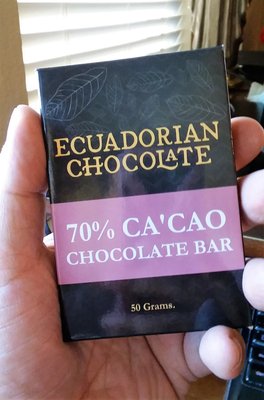 ECUADORIAN
CHOCOLATE
70% CA'CAO
CHOCOLATE BAR
50 Grams.